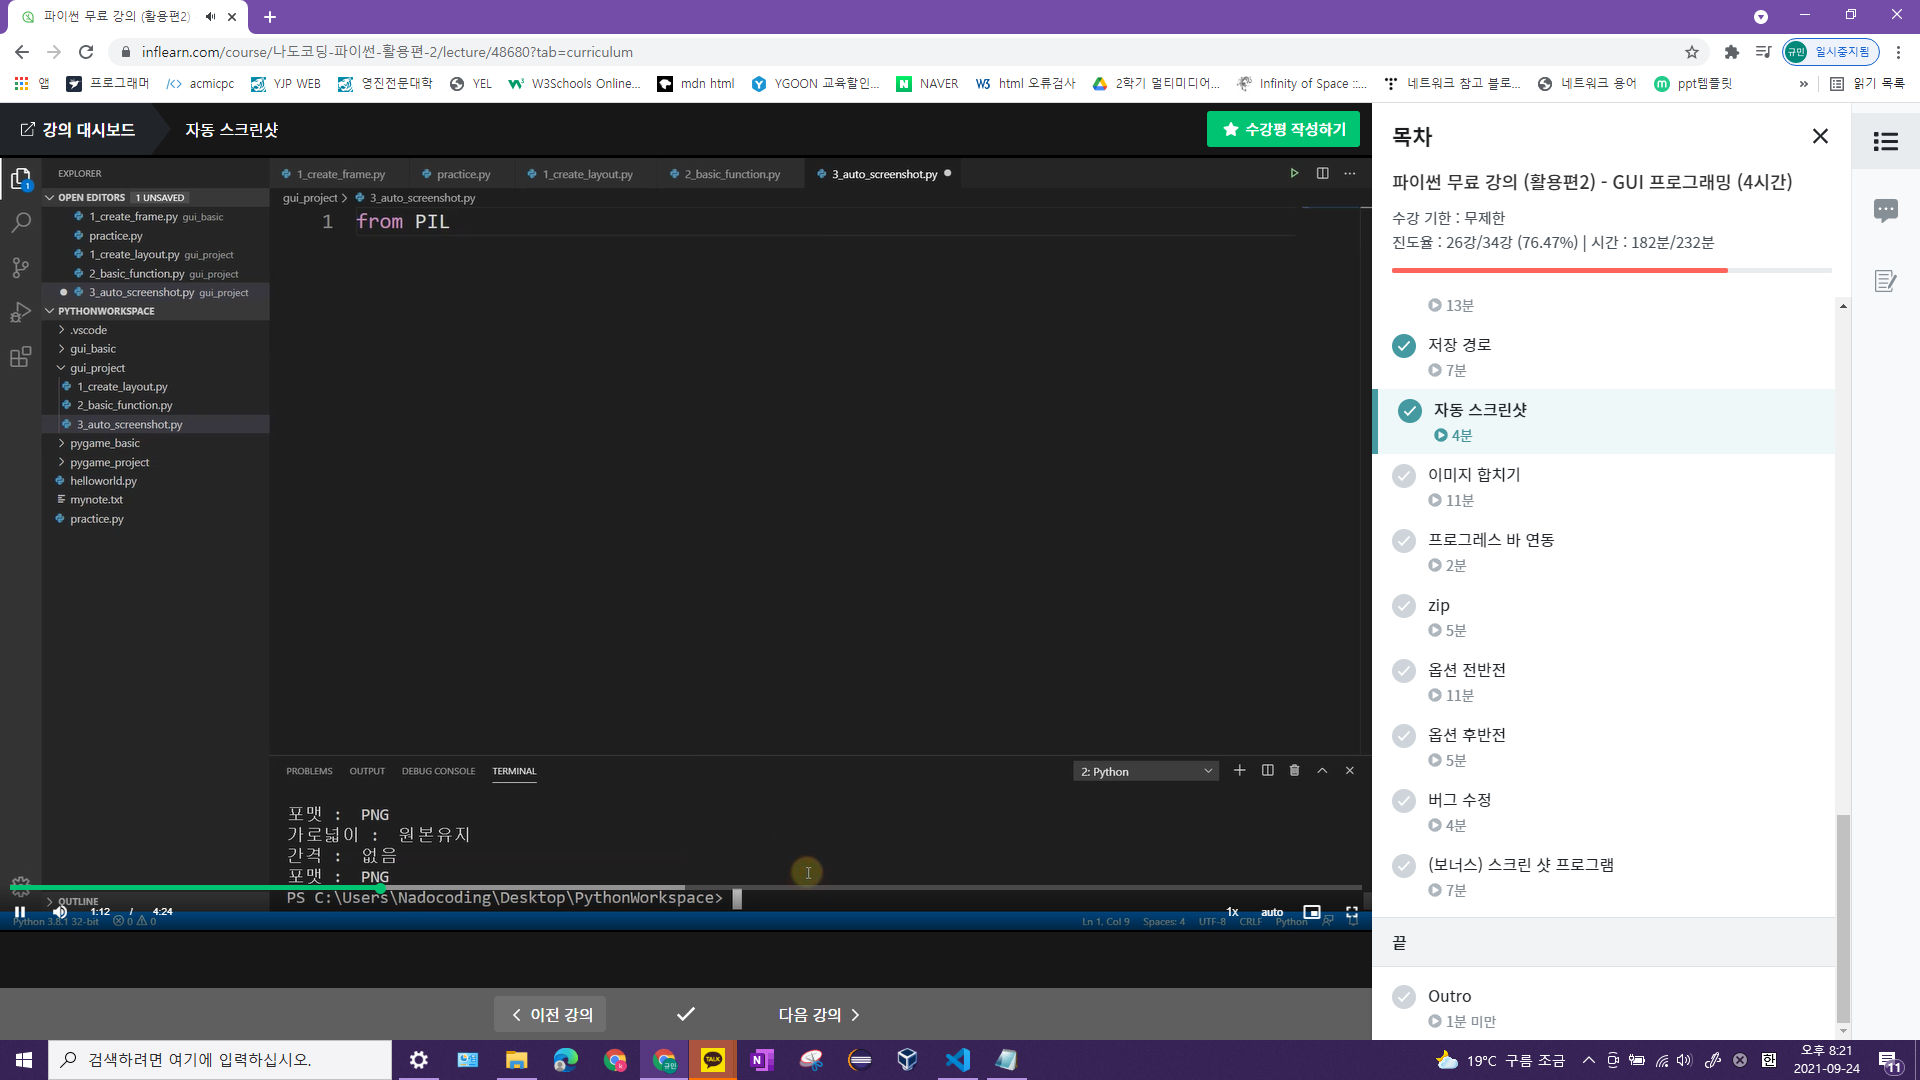 파이썬 무료 강의 (활용편2)
inflearn.com/course/나도코딩-파이썬-활용편-2/lecture/48680?tab=curriculum
규민 일시중지됨
앱 프로그래머 acmicpc YJP WEB 영진전문대학 YEL W3Schools Online... mdn html YGOON 교육할인... NAVER html 오류검사 2학기 멀티미디어... Infinity of Space ::... 네트워크 참고 블로... 네트워크 용어 ppt템플릿 » 읽기 목록
강의 대시보드 자동 스크린샷 수강평 작성하기
EXPLORER
OPEN EDITORS 1 UNSAVED
1_create_frame.py gui_basic
practice.py
1_create_layout.py gui_project
2_basic_function.py gui_project
3_auto_screenshot.py gui_project
PYTHONWORKSPACE
.vscode
gui_basic
gui_project
1_create_layout.py
2_basic_function.py
3_auto_screenshot.py
pygame_basic
pygame_project
helloworld.py
mynote.txt
practice.py
OUTLINE
1_create_frame.py practice.py 1_create_layout.py 2_basic_function.py 3_auto_screenshot.py
gui_project > 3_auto_screenshot.py
1 from PIL
PROBLEMS OUTPUT DEBUG CONSOLE TERMINAL 2: Python
포맷 : PNG
가로넓이 : 원본유지
간격 : 없음
포맷 : PNG
PS C:\Users\Nadocoding\Desktop\PythonWorkspace>
1:12 / 4:24 1x auto
Python 3.8.1 32-bit 0 0 Ln 1, Col 9 Spaces: 4 UTF-8 CRLF Python
이전 강의 다음 강의
목차
파이썬 무료 강의 (활용편2) - GUI 프로그래밍 (4시간)
수강 기한 : 무제한
진도율 : 26강/34강 (76.47%) | 시간 : 182분/232분
13분
저장 경로
7분
자동 스크린샷
4분
이미지 합치기
11분
프로그레스 바 연동
2분
zip
5분
옵션 전반전
11분
옵션 후반전
5분
버그 수정
4분
(보너스) 스크린 샷 프로그램
7분
끝
Outro
1분 미만
검색하려면 여기에 입력하십시오.
19°C 구름 조금 한 오후 8:21
2021-09-24
11